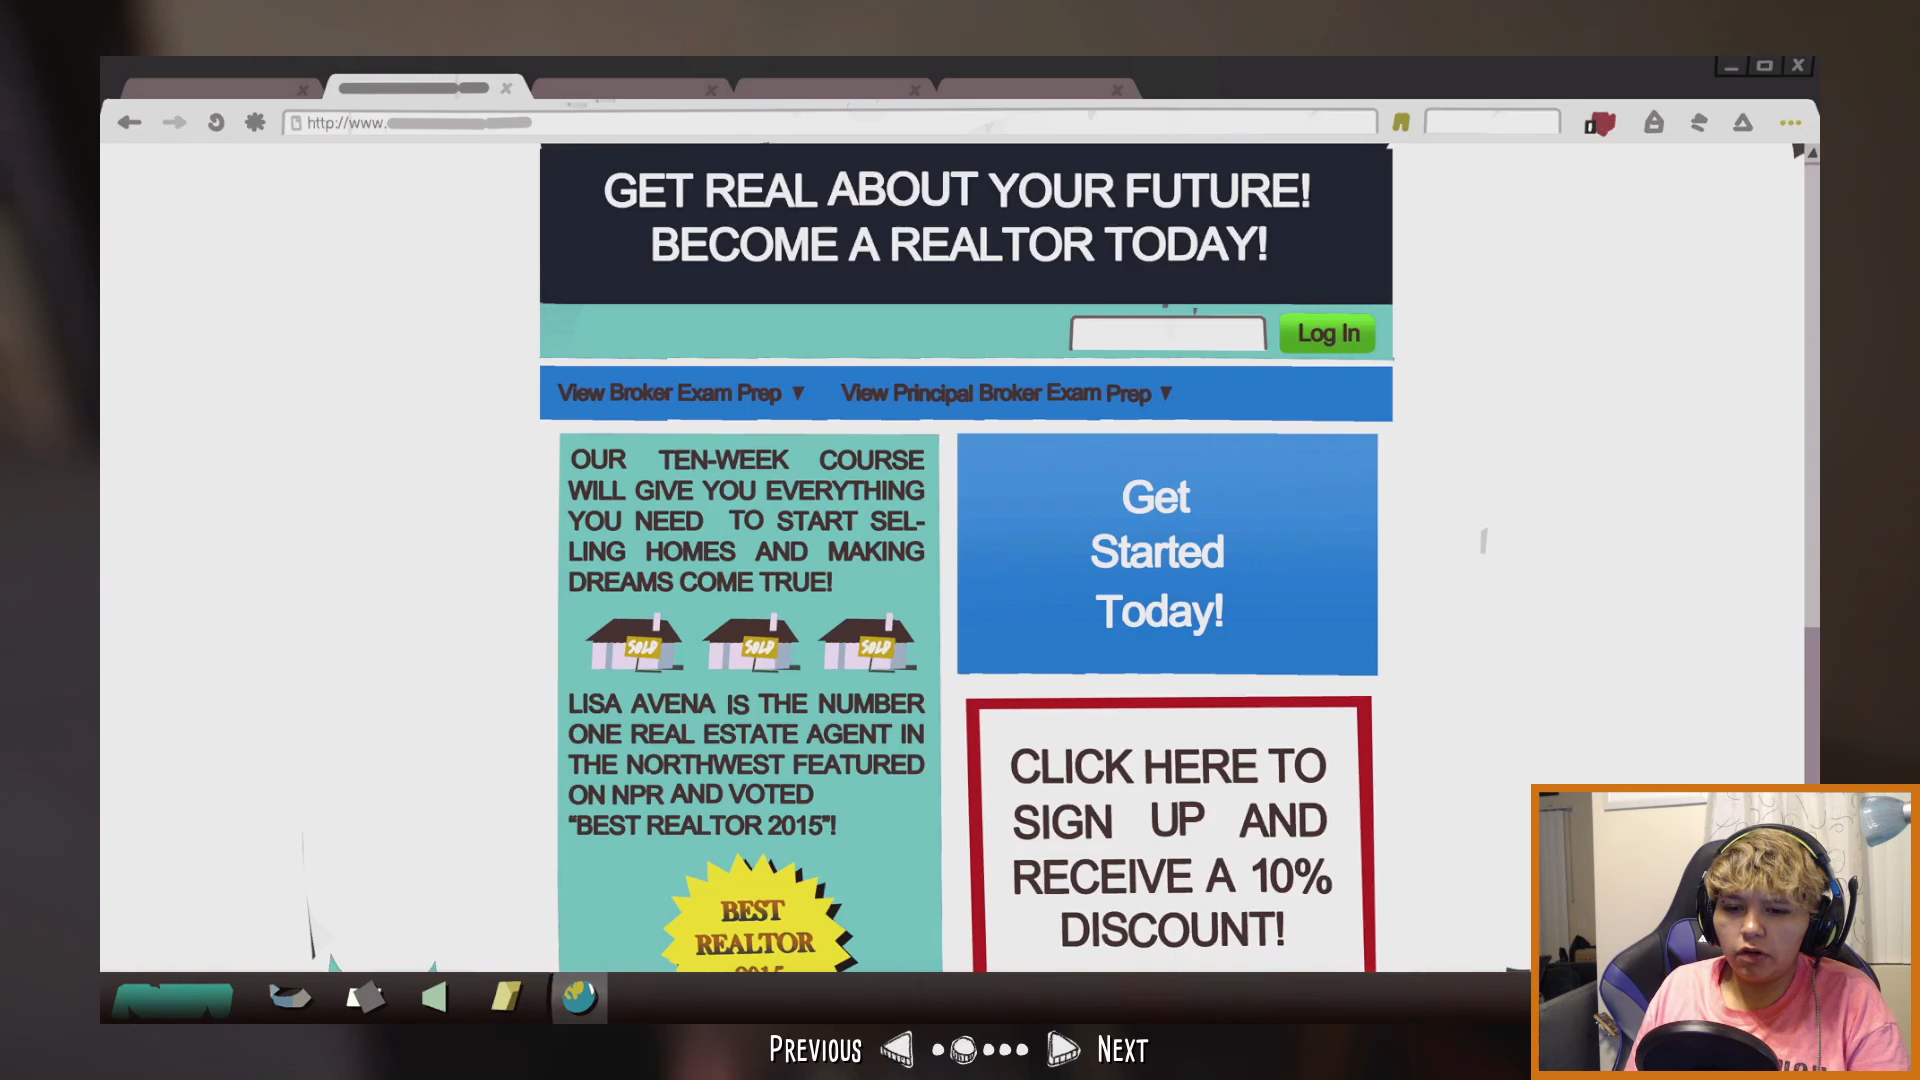 http://www.
GET REAL ABOUT YOUR FUTURE!
BECOME A REALTOR TODAY!
Log In
View Broker Exam Prep ▼ View Principal Broker Exam Prep ▼
OUR TEN-WEEK COURSE
WILL GIVE YOU EVERYTHING
YOU NEED TO START SEL-
LING HOMES AND MAKING
DREAMS COME TRUE!
SOLD SOLD SOLD
LISA AVENA IS THE NUMBER
ONE REAL ESTATE AGENT IN
THE NORTHWEST FEATURED
ON NPR AND VOTED
“BEST REALTOR 2015”!
BEST
REALTOR
2015
Get
Started
Today!
CLICK HERE TO
SIGN UP AND
RECEIVE A 10%
DISCOUNT!
PREVIOUS NEXT